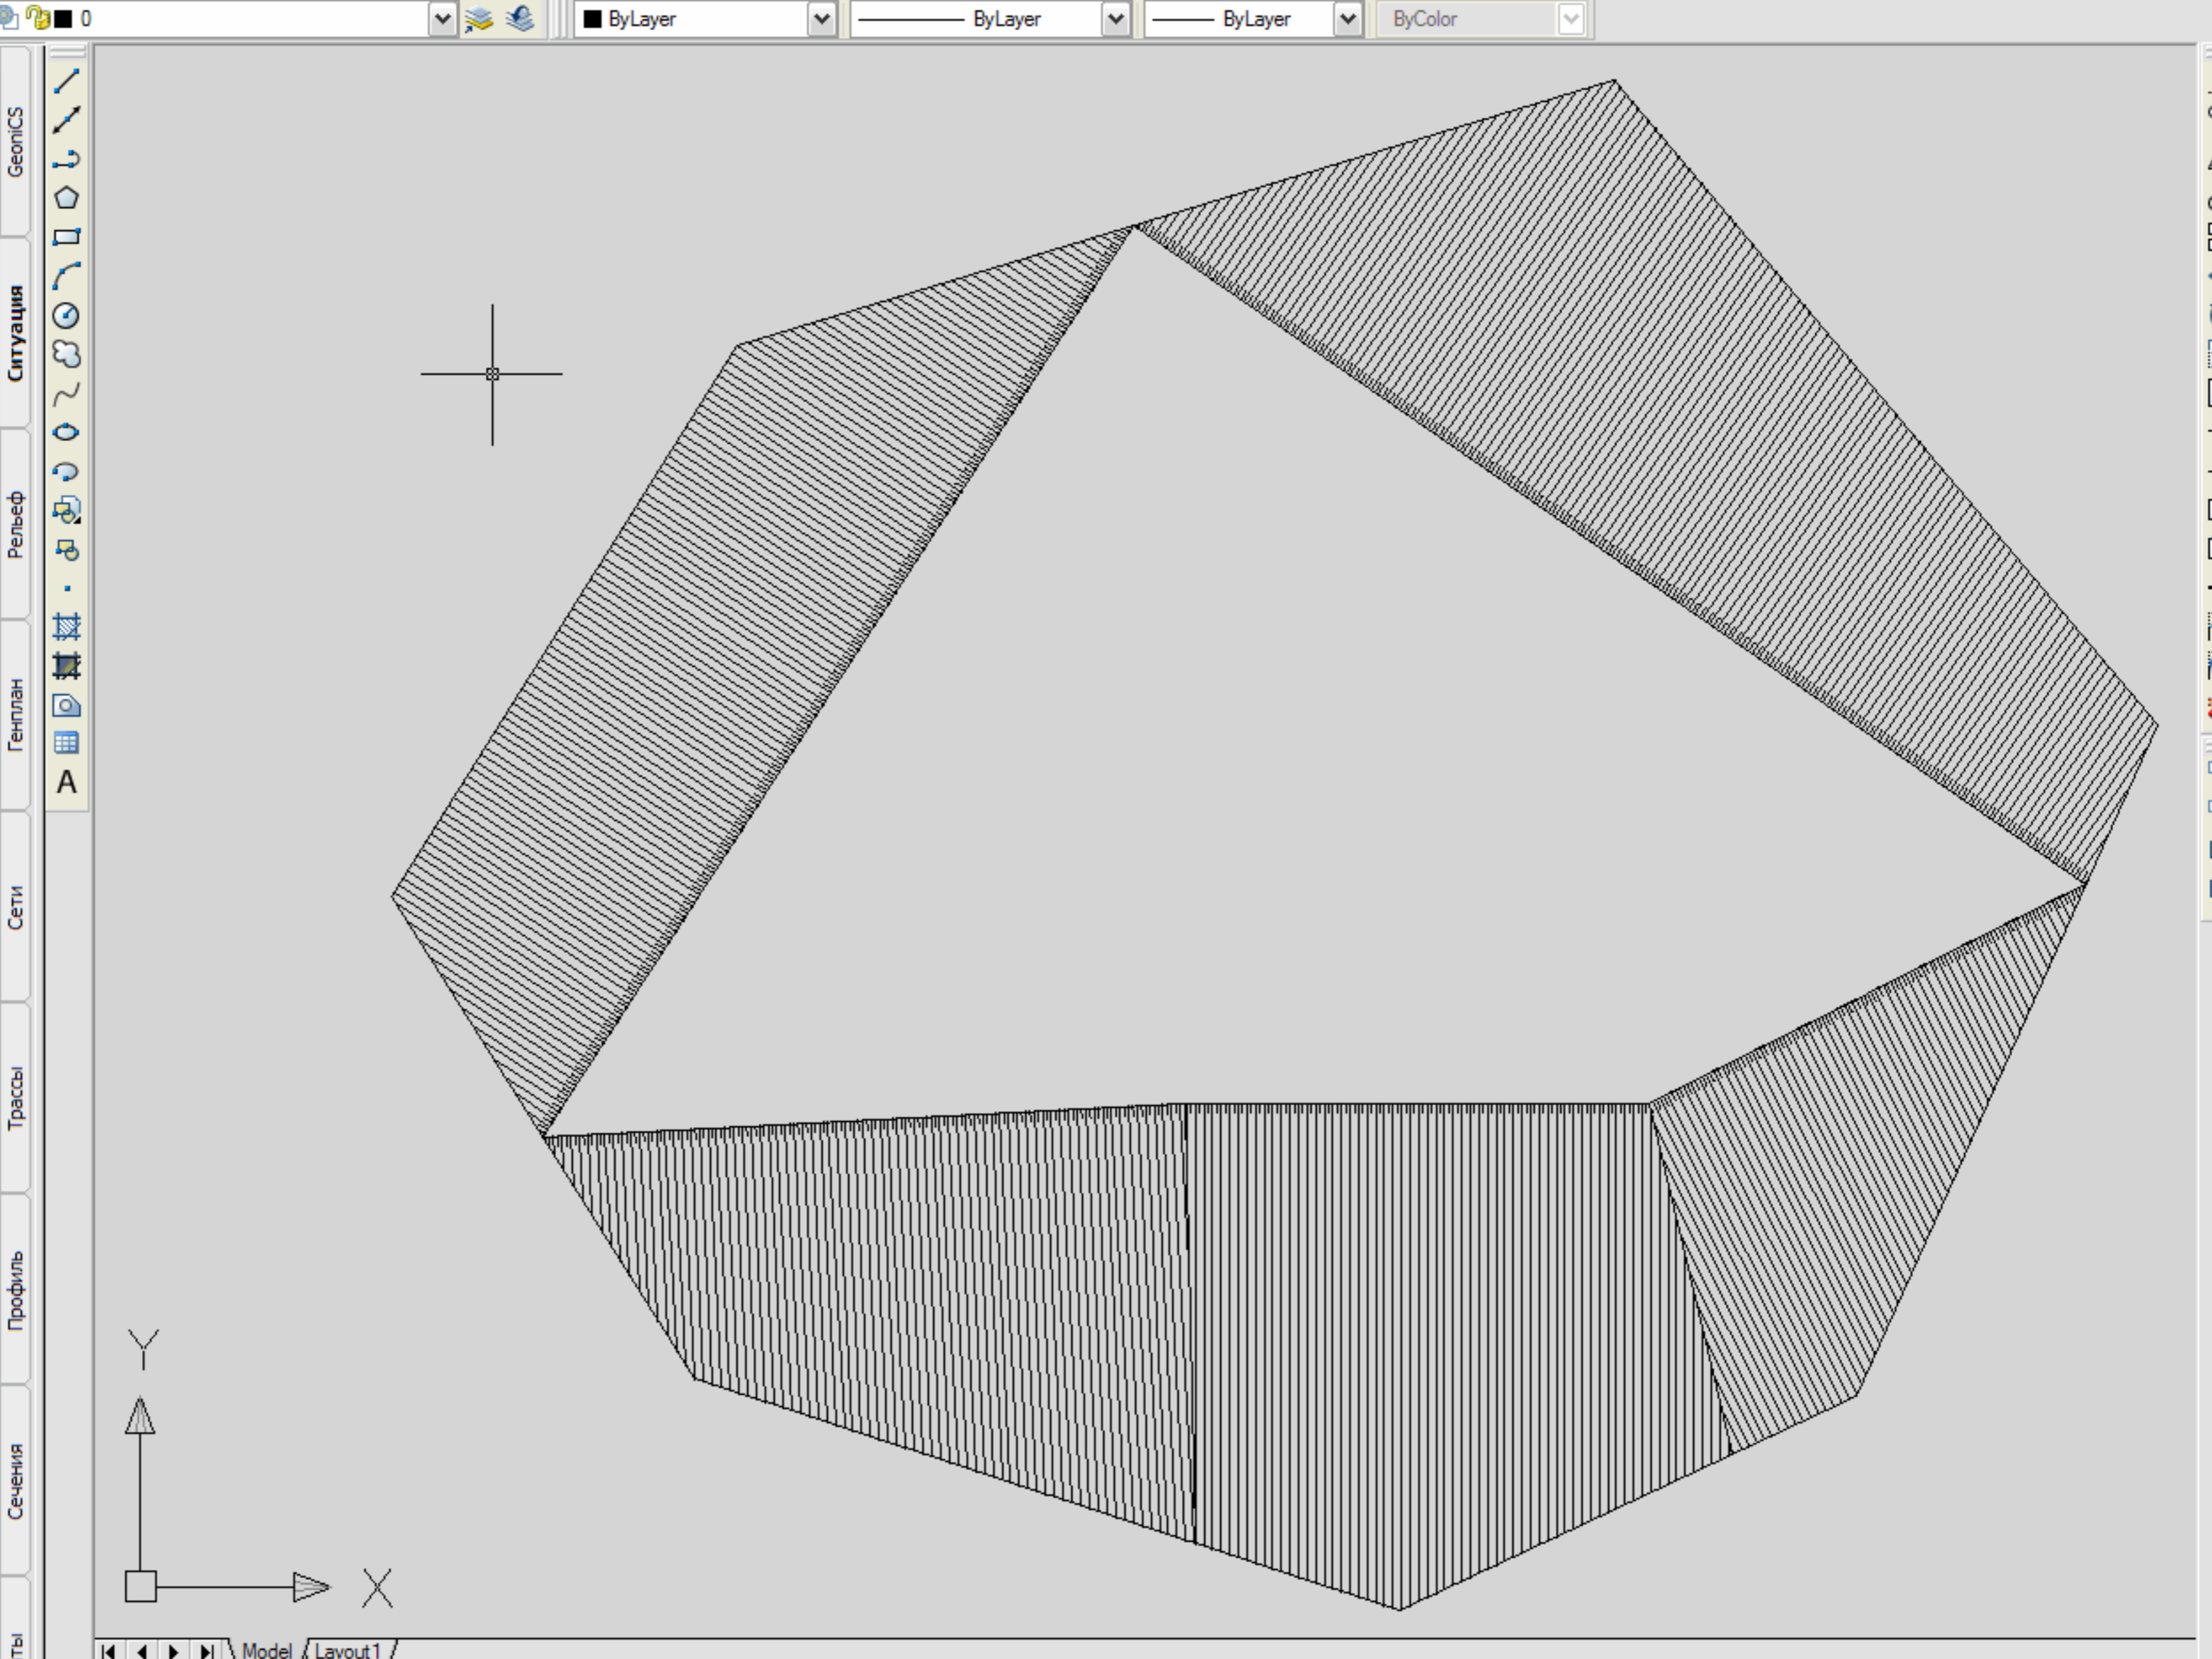 0
ByLayer
ByLayer
ByLayer
ByColor
GeoniCS
Ситуация
Рельеф
Генплан
Сети
Трассы
Профиль
Сечения
A
Y
X
Model
Layout1